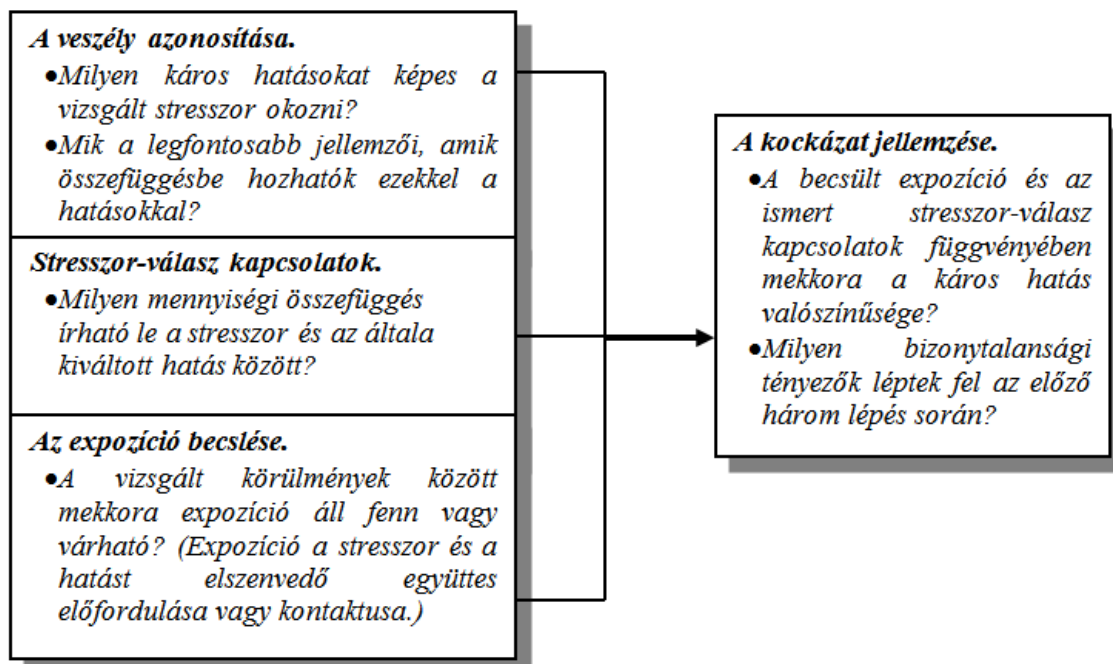 A veszély azonosítása.
•Milyen káros hatásokat képes a
vizsgált stresszor okozni?
•Mik a legfontosabb jellemzői, amik
összefüggésbe hozhatók ezekkel a
hatásokkal?
Stresszor-válasz kapcsolatok.
•Milyen mennyiségi összefüggés
írható le a stresszor és az általa
kiváltott hatás között?
Az expozíció becslése.
•A vizsgált körülmények között
mekkora expozíció áll fenn vagy
várható? (Expozíció a stresszor és a
hatást elszenvedő együttes
előfordulása vagy kontaktusa.)
A kockázat jellemzése.
•A becsült expozíció és az
ismert stresszor-válasz
kapcsolatok függvényében
mekkora a káros hatás
valószínűsége?
•Milyen bizonytalansági
tényezők léptek fel az előző
három lépés során?